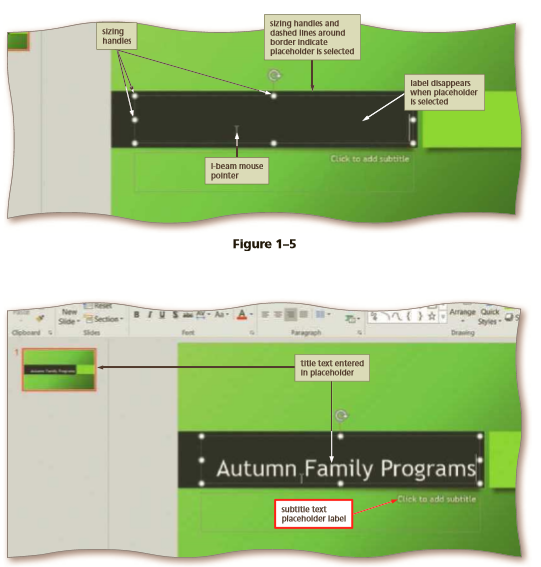 sizing
handles
sizing handles and
dashed lines around
border indicate
placeholder is selected
label disappears
when placeholder
is selected
Click to add subtitle
I-beam mouse
pointer
Figure 1–5
New
Slide
Reset
Section
B I U S abc AV Aa A
Arrange Quick
Styles
Clipboard Slides Font Paragraph Drawing
1
Autumn Family Programs
title text entered
in placeholder
Autumn Family Programs
Click to add subtitle
subtitle text
placeholder label